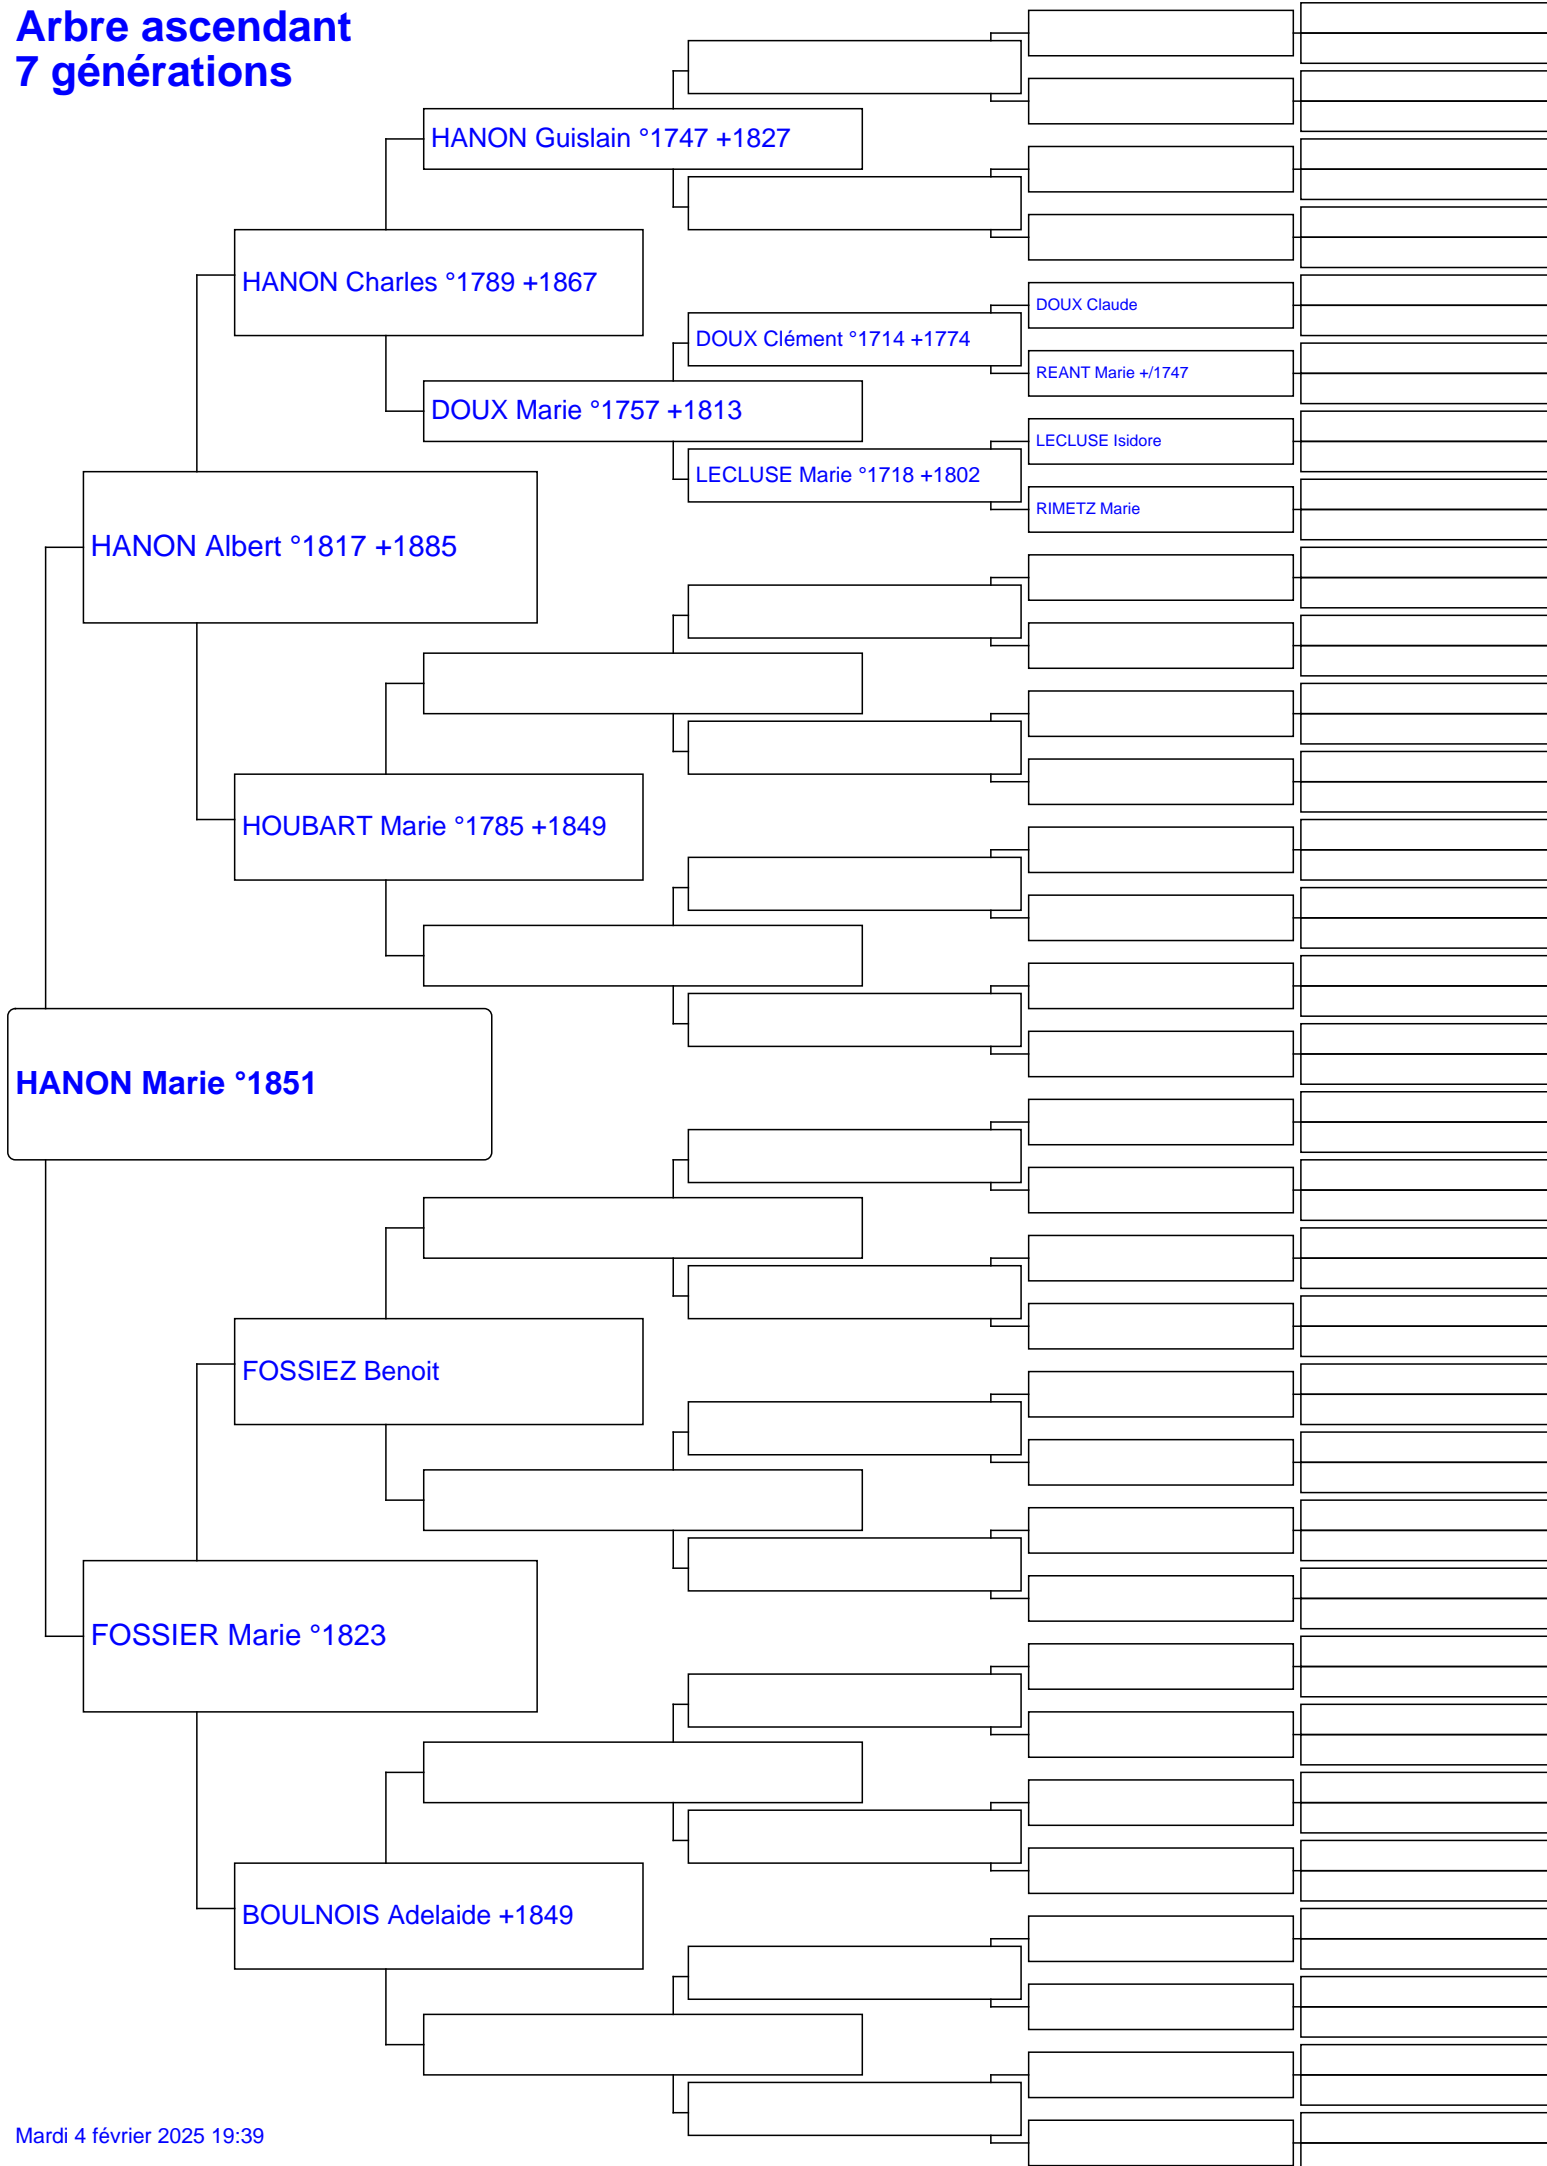 Arbre ascendant
7 générations
HANON Guislain °1747 +1827
HANON Charles °1789 +1867
DOUX Claude
DOUX Clément °1714 +1774
REANT Marie +/1747
DOUX Marie °1757 +1813
LECLUSE Isidore
LECLUSE Marie °1718 +1802
RIMETZ Marie
HANON Albert °1817 +1885
HOUBART Marie °1785 +1849
HANON Marie °1851
FOSSIEZ Benoit
FOSSIER Marie °1823
BOULNOIS Adelaide +1849
Mardi 4 février 2025 19:39